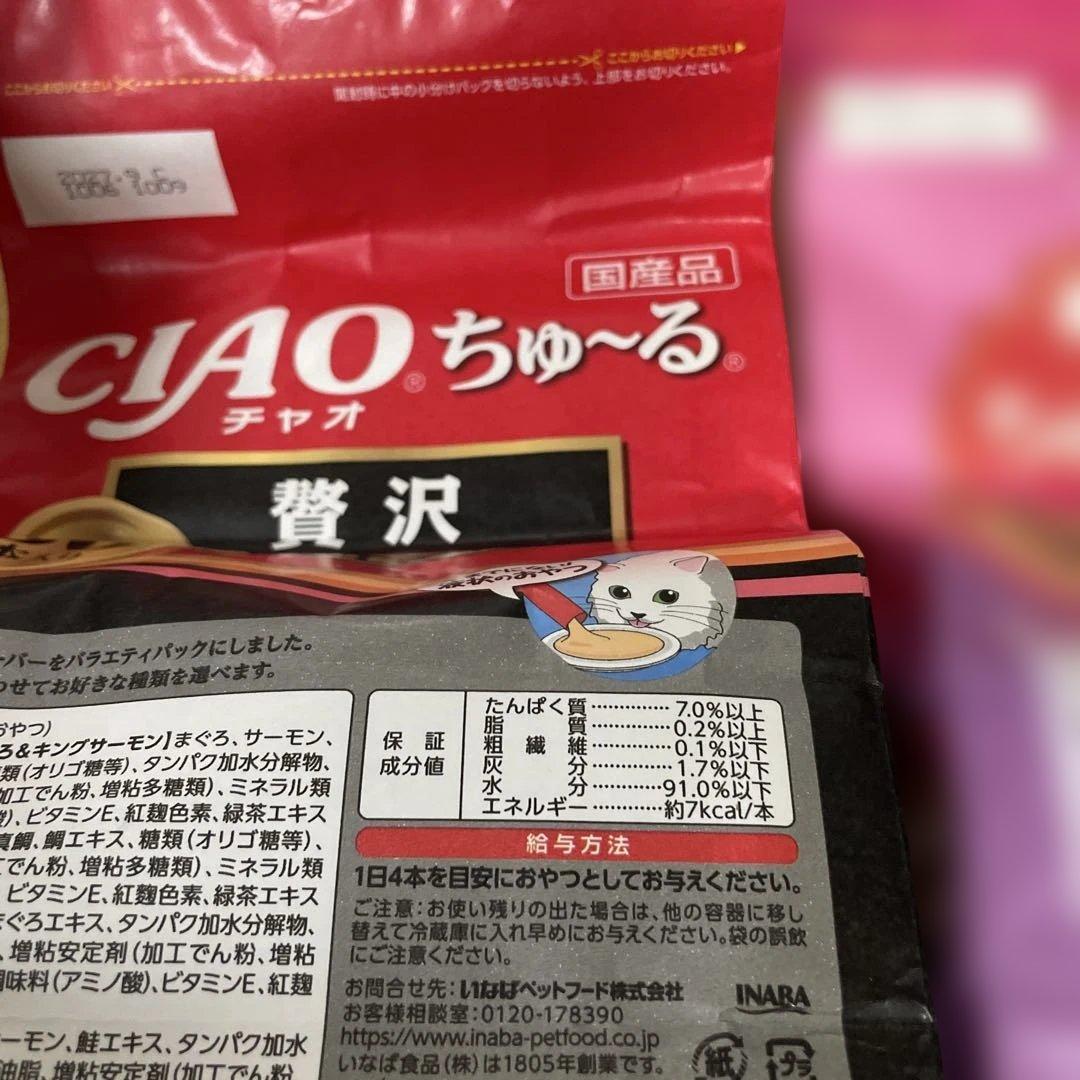 ここからお切りください
ここからお切りください
開封時に中の小分けパックを切らないよう、上部をお切りください。
1009
国産品
CIAO® ちゅ〜る®
チャオ
贅沢
液状のおやつ
バーをバラエティパックにしました。
せてお好きな種類を選べます。
おやつ)
ろ&キングサーモン】まぐろ、サーモン、
類(オリゴ糖等)、タンパク加水分解物、
加工でん粉、増粘多糖類)、ミネラル類
酸)、ビタミンE、紅麹色素、緑茶エキス
真鯛、鯛エキス、糖類(オリゴ糖等)、
でん粉、増粘多糖類)、ミネラル類
ビタミンE、紅麹色素、緑茶エキス
まぐろエキス、タンパク加水分解物、
、増粘安定剤(加工でん粉、増粘
調味料(アミノ酸)、ビタミンE、紅麹
ーモン、鮭エキス、タンパク加水
油脂、増粘安定剤(加工でん粉、
保証
成分値
たんぱく質 7.0%以上
脂質 0.2%以上
粗繊維 0.1%以下
灰分 1.7%以下
水分 91.0%以下
エネルギー 約7kcal/本
給与方法
1日4本を目安におやつとしてお与えください。
ご注意:お使い残りの出た場合は、他の容器に移し
替えて冷蔵庫に入れ早めにお与えください。袋の誤飲
にご注意ください。
お問合せ先:いなばペットフード株式会社
お客様相談室:0120-178390
https://www.inaba-petfood.co.jp
いなば食品(株)は1805年創業です。
INABA
紙
プラ